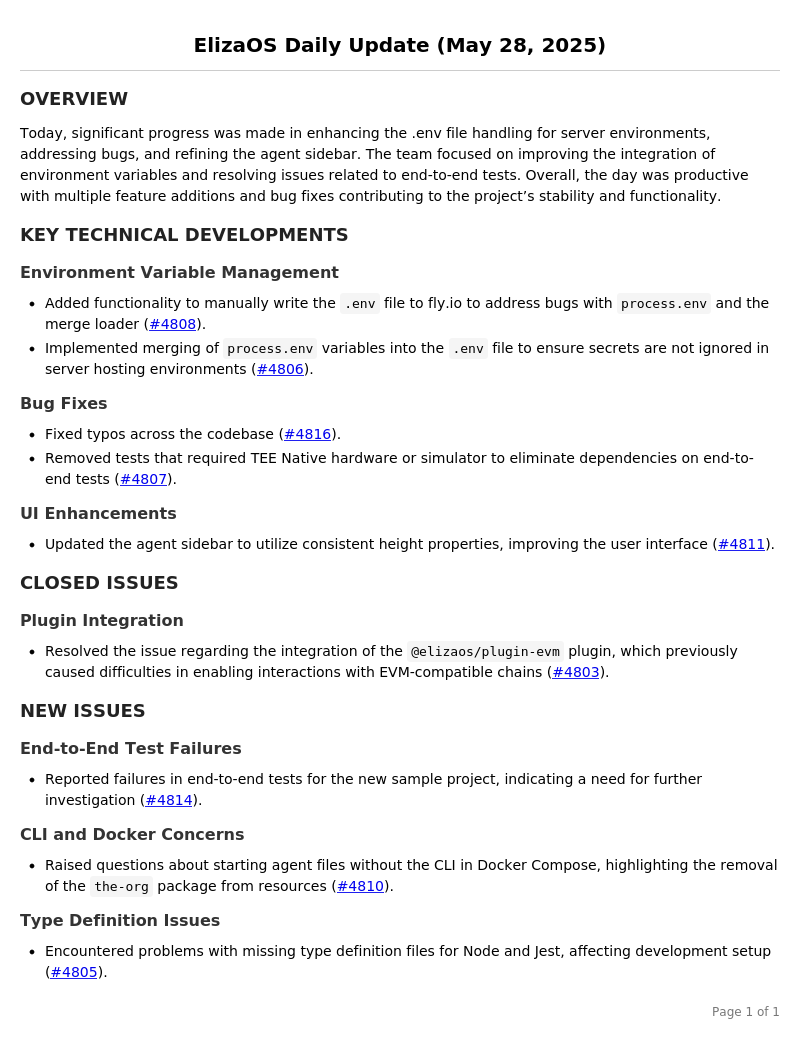 ElizaOS Daily Update (May 28, 2025)
OVERVIEW
Today, significant progress was made in enhancing the .env file handling for server environments,
addressing bugs, and refining the agent sidebar. The team focused on improving the integration of
environment variables and resolving issues related to end-to-end tests. Overall, the day was productive
with multiple feature additions and bug fixes contributing to the project’s stability and functionality.
KEY TECHNICAL DEVELOPMENTS
Environment Variable Management
• Added functionality to manually write the .env file to fly.io to address bugs with process.env and the
merge loader (#4808).
• Implemented merging of process.env variables into the .env file to ensure secrets are not ignored in
server hosting environments (#4806).
Bug Fixes
• Fixed typos across the codebase (#4816).
• Removed tests that required TEE Native hardware or simulator to eliminate dependencies on end-to-
end tests (#4807).
UI Enhancements
• Updated the agent sidebar to utilize consistent height properties, improving the user interface (#4811).
CLOSED ISSUES
Plugin Integration
• Resolved the issue regarding the integration of the @elizaos/plugin-evm plugin, which previously
caused difficulties in enabling interactions with EVM-compatible chains (#4803).
NEW ISSUES
End-to-End Test Failures
• Reported failures in end-to-end tests for the new sample project, indicating a need for further
investigation (#4814).
CLI and Docker Concerns
• Raised questions about starting agent files without the CLI in Docker Compose, highlighting the removal
of the the-org package from resources (#4810).
Type Definition Issues
• Encountered problems with missing type definition files for Node and Jest, affecting development setup
(#4805).
Page 1 of 1